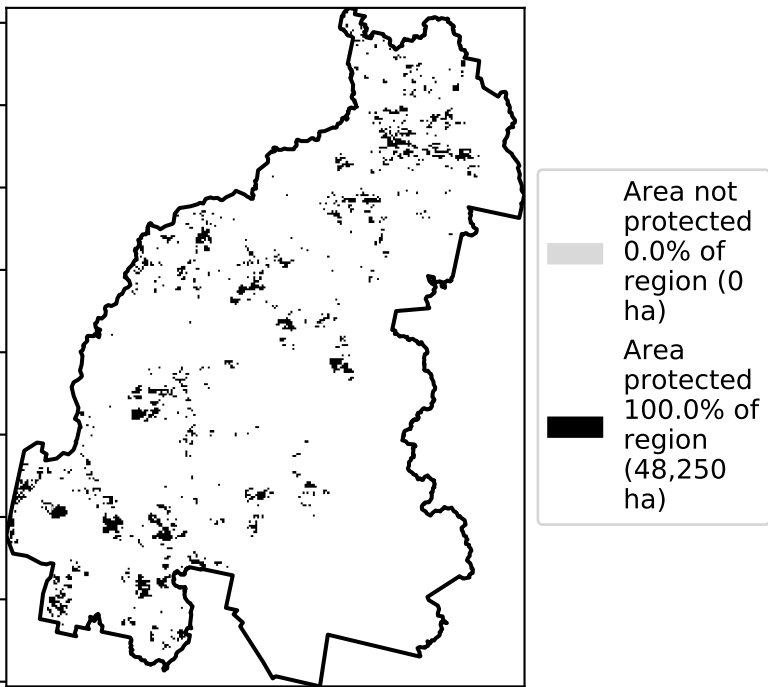 Area not
protected
0.0% of
region (0
ha)
Area
protected
100.0% of
region
(48,250
ha)